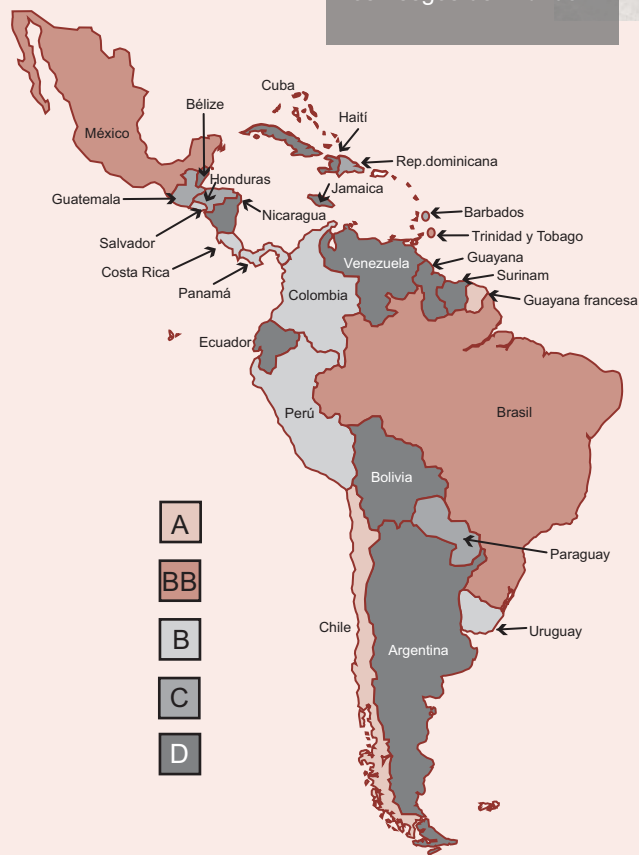 Cuba
Bélize
Haití
México
Rep.dominicana
Honduras
Jamaica
Guatemala
Nicaragua
Barbados
Salvador
Trinidad y Tobago
Costa Rica
Venezuela
Guayana
Surinam
Panamá
Colombia
Guayana francesa
Ecuador
Perú
Brasil
Bolivia
A
Paraguay
BB
Chile
Uruguay
B
Argentina
C
D